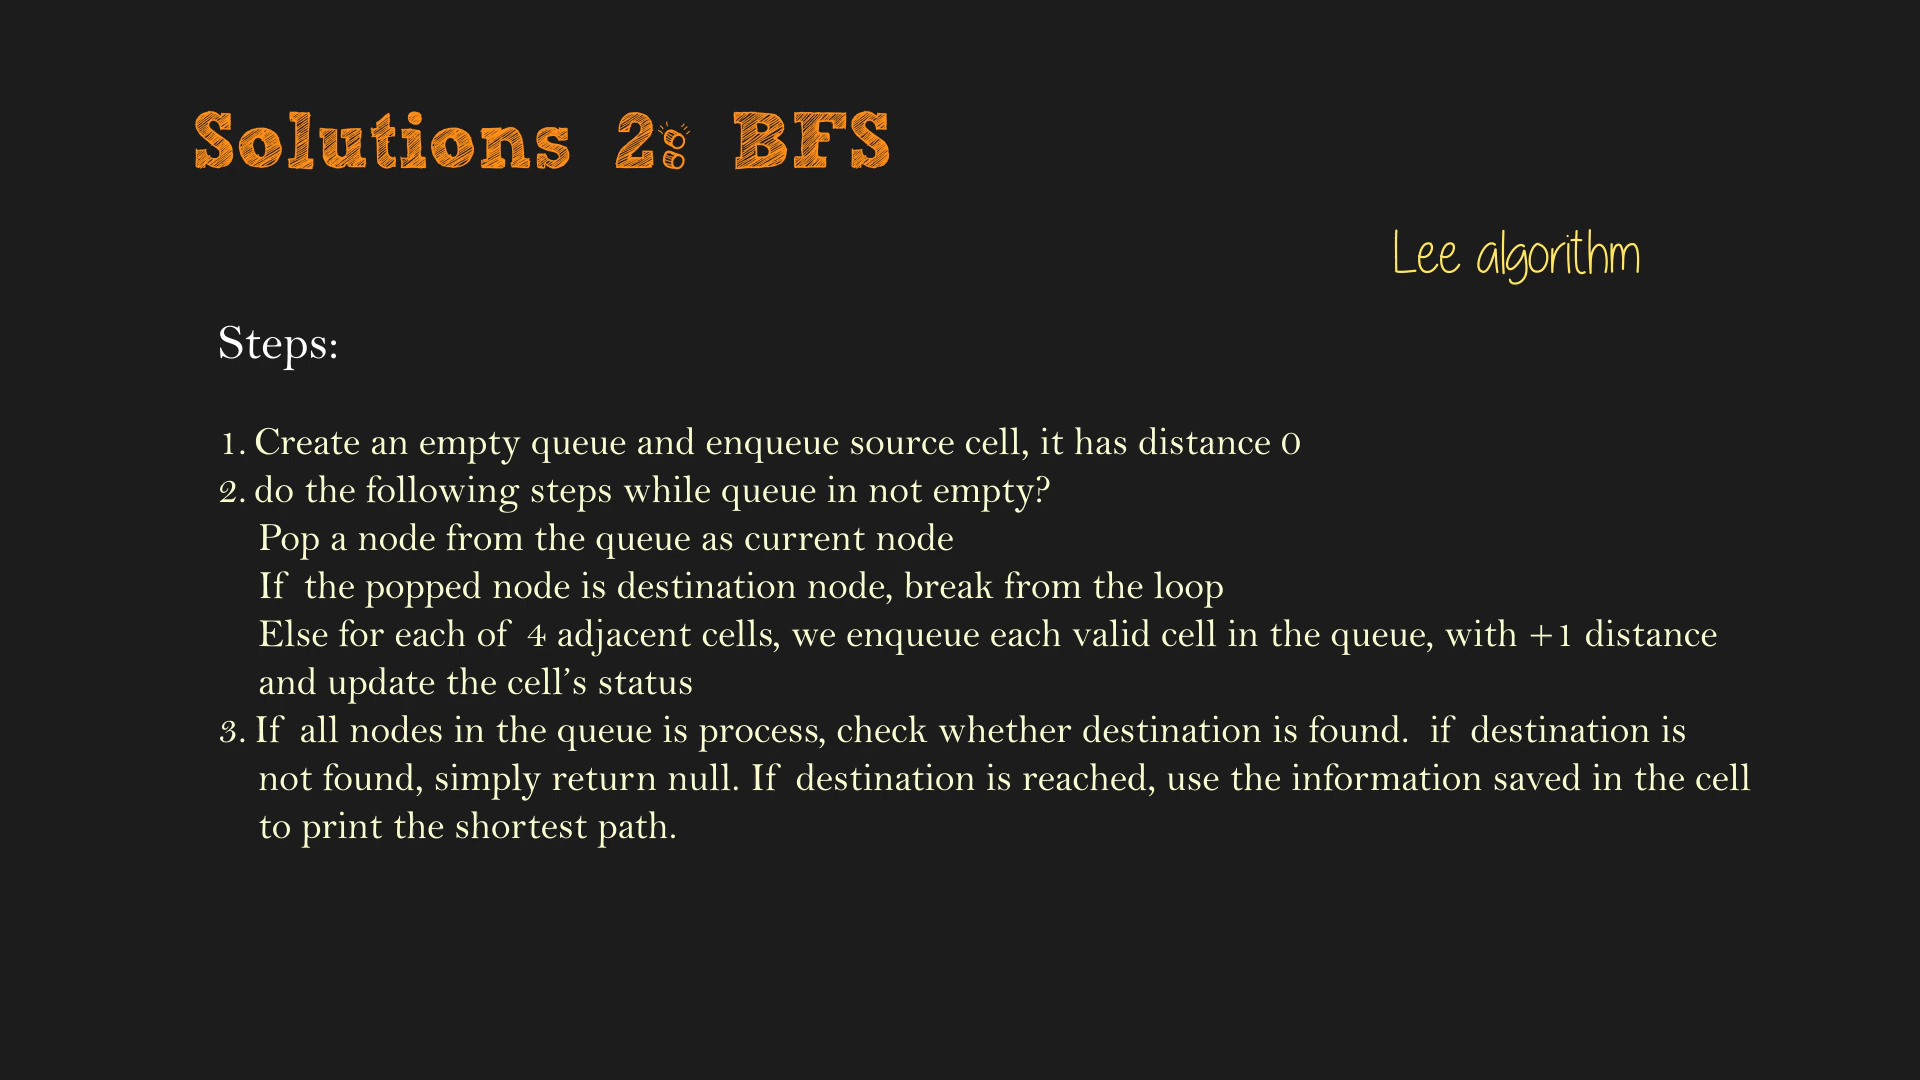 Solutions 2: BFS
Lee algorithm
Steps:
1. Create an empty queue and enqueue source cell, it has distance 0
2. do the following steps while queue in not empty?
Pop a node from the queue as current node
If the popped node is destination node, break from the loop
Else for each of 4 adjacent cells, we enqueue each valid cell in the queue, with +1 distance
and update the cell’s status
3. If all nodes in the queue is process, check whether destination is found. if destination is
not found, simply return null. If destination is reached, use the information saved in the cell
to print the shortest path.